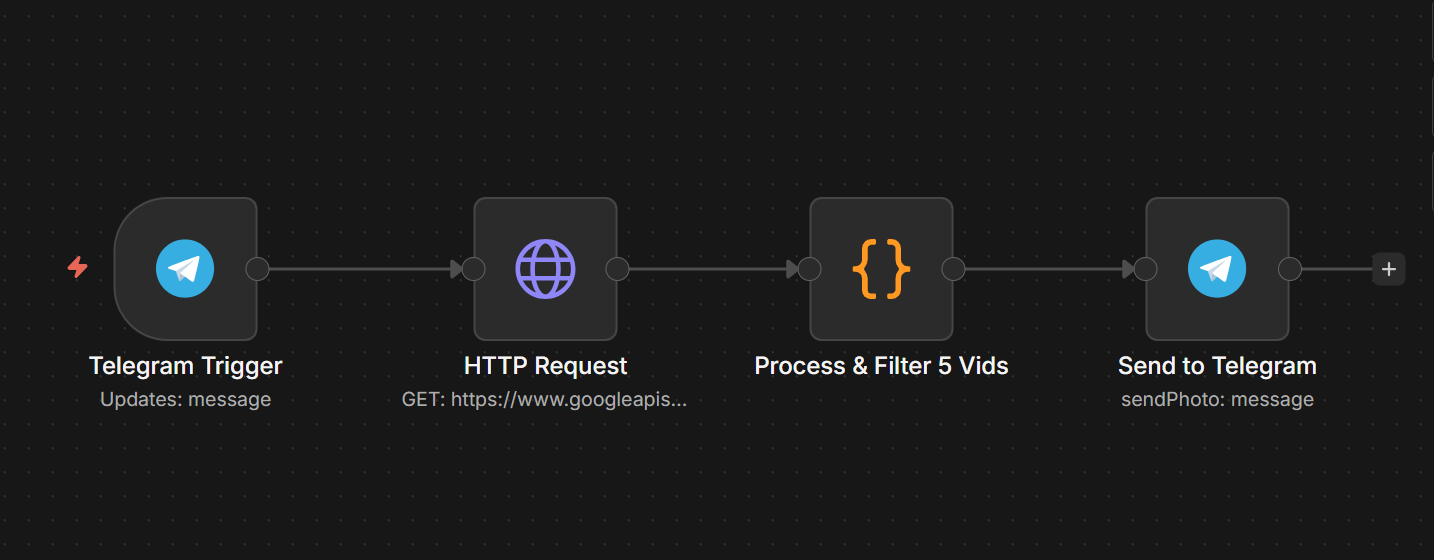 Telegram Trigger
Updates: message
HTTP Request
GET: https://www.googleapis...
Process & Filter 5 Vids
Send to Telegram
sendPhoto: message